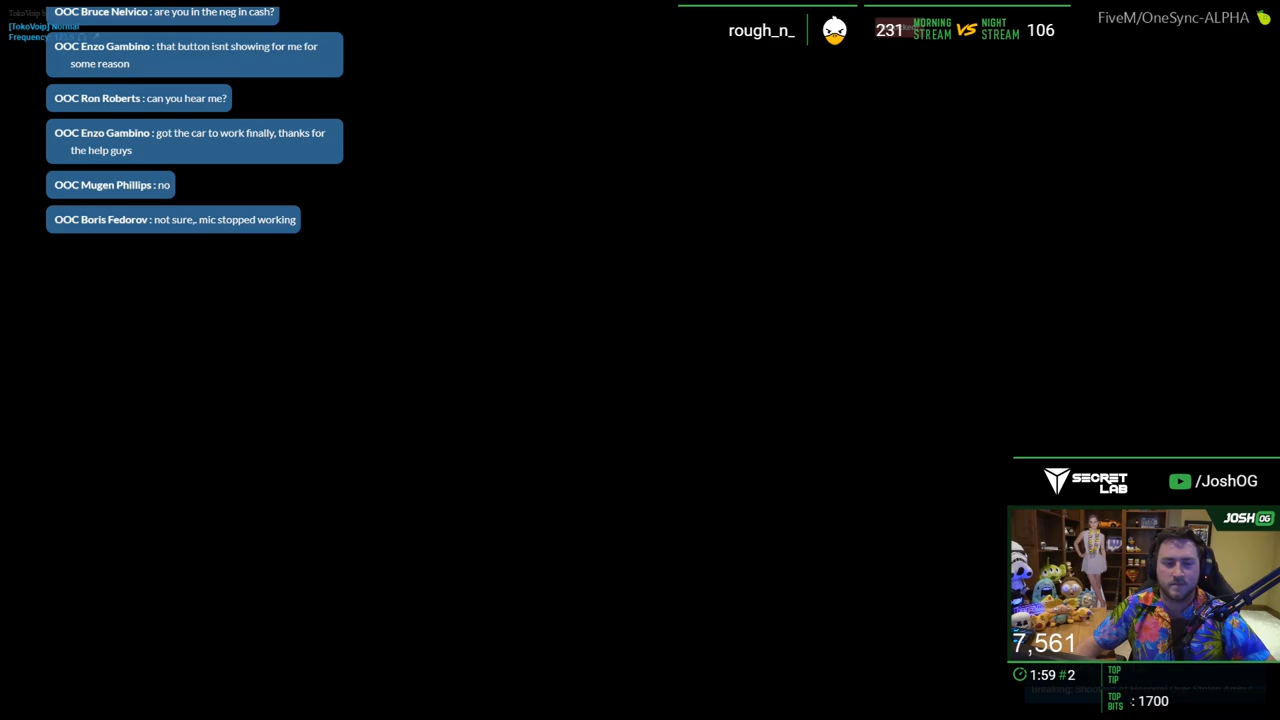 OOC Bruce Nelvico : are you in the neg in cash?
[TokoVoip] Normal
Frequency
OOC Enzo Gambino : that button isnt showing for me for
some reason
OOC Ron Roberts : can you hear me?
OOC Enzo Gambino : got the car to work finally, thanks for
the help guys
OOC Mugen Phillips : no
OOC Boris Fedorov : not sure,. mic stopped working
rough_n_
231 MORNING STREAM VS NIGHT STREAM 106
FiveM/OneSync-ALPHA
SECRET LAB
/JoshOG
JOSH OG
7,561
1:59 #2
TOP TIP
TOP BITS : 1700